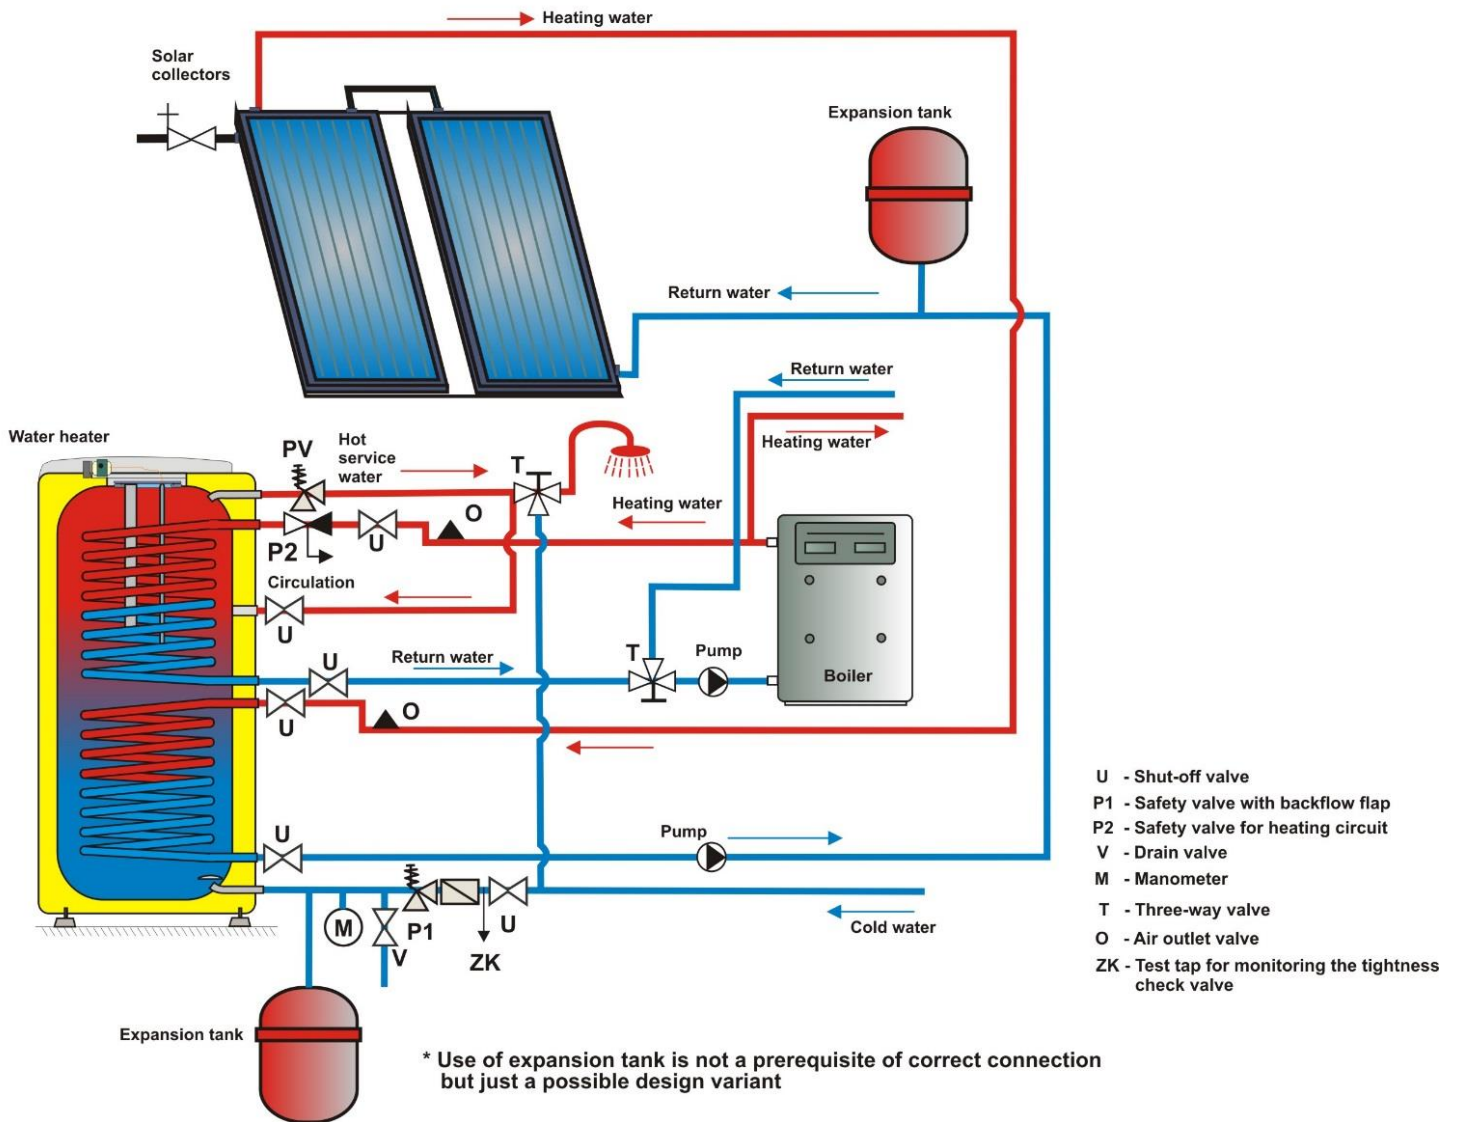 Heating water
Solar
collectors
Expansion tank
Return water
Return water
Heating water
Water heater
PV
Hot
service
water
T
Heating water
O
P2
U
Circulation
U
Return water
U
T
Pump
Boiler
U
O
U
Pump
M
V
P1
ZK
U
Cold water
Expansion tank
U - Shut-off valve
P1 - Safety valve with backflow flap
P2 - Safety valve for heating circuit
V - Drain valve
M - Manometer
T - Three-way valve
O - Air outlet valve
ZK - Test tap for monitoring the tightness
check valve
* Use of expansion tank is not a prerequisite of correct connection
but just a possible design variant